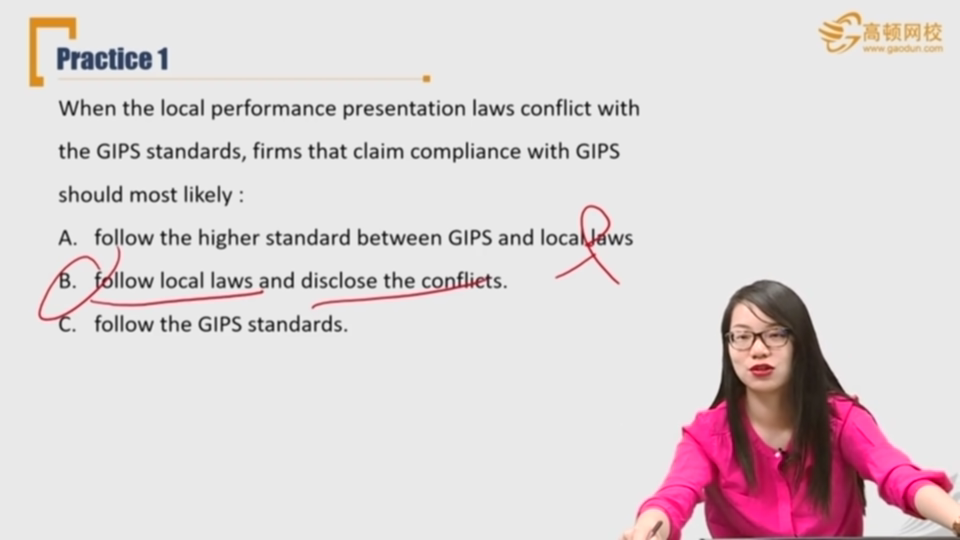 高顿网校
www.gaodun.com
Practice 1
When the local performance presentation laws conflict with
the GIPS standards, firms that claim compliance with GIPS
should most likely :
A. follow the higher standard between GIPS and local laws
B. follow local laws and disclose the conflicts.
C. follow the GIPS standards.